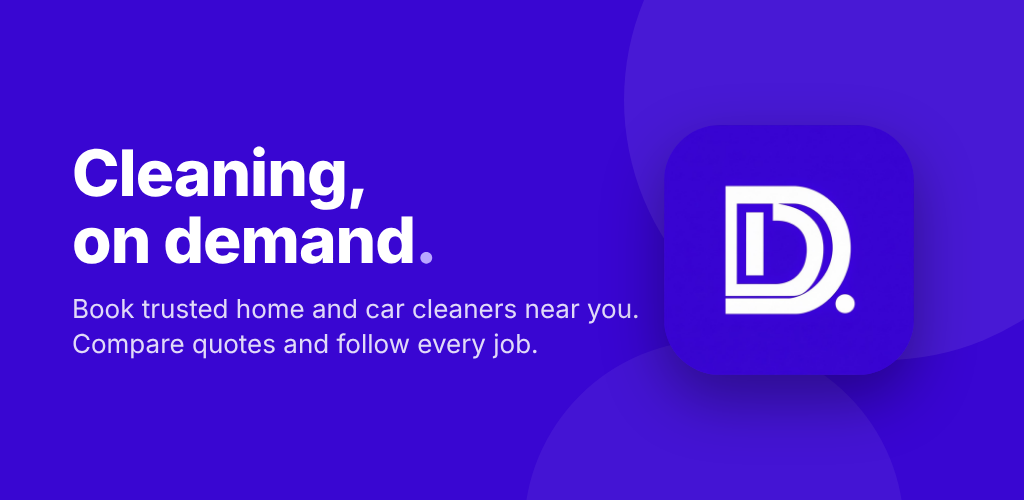 Cleaning,
on demand.
Book trusted home and car cleaners near you.
Compare quotes and follow every job.
D.